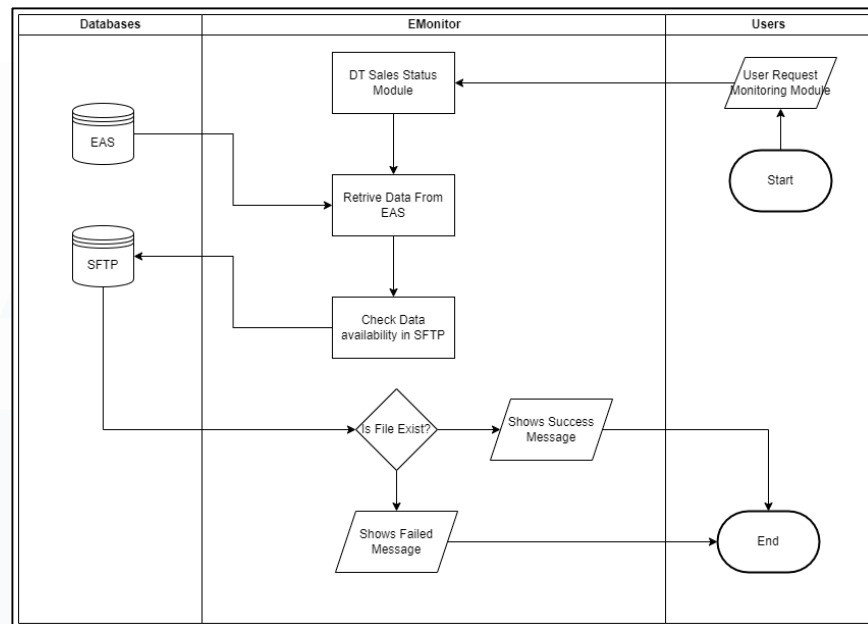 Databases
EMonitor
Users
DT Sales Status
Module
User Request
Monitoring Module
EAS
Start
Retrive Data From
EAS
SFTP
Check Data
availability in SFTP
Is File Exist?
Shows Success
Message
Shows Failed
Message
End